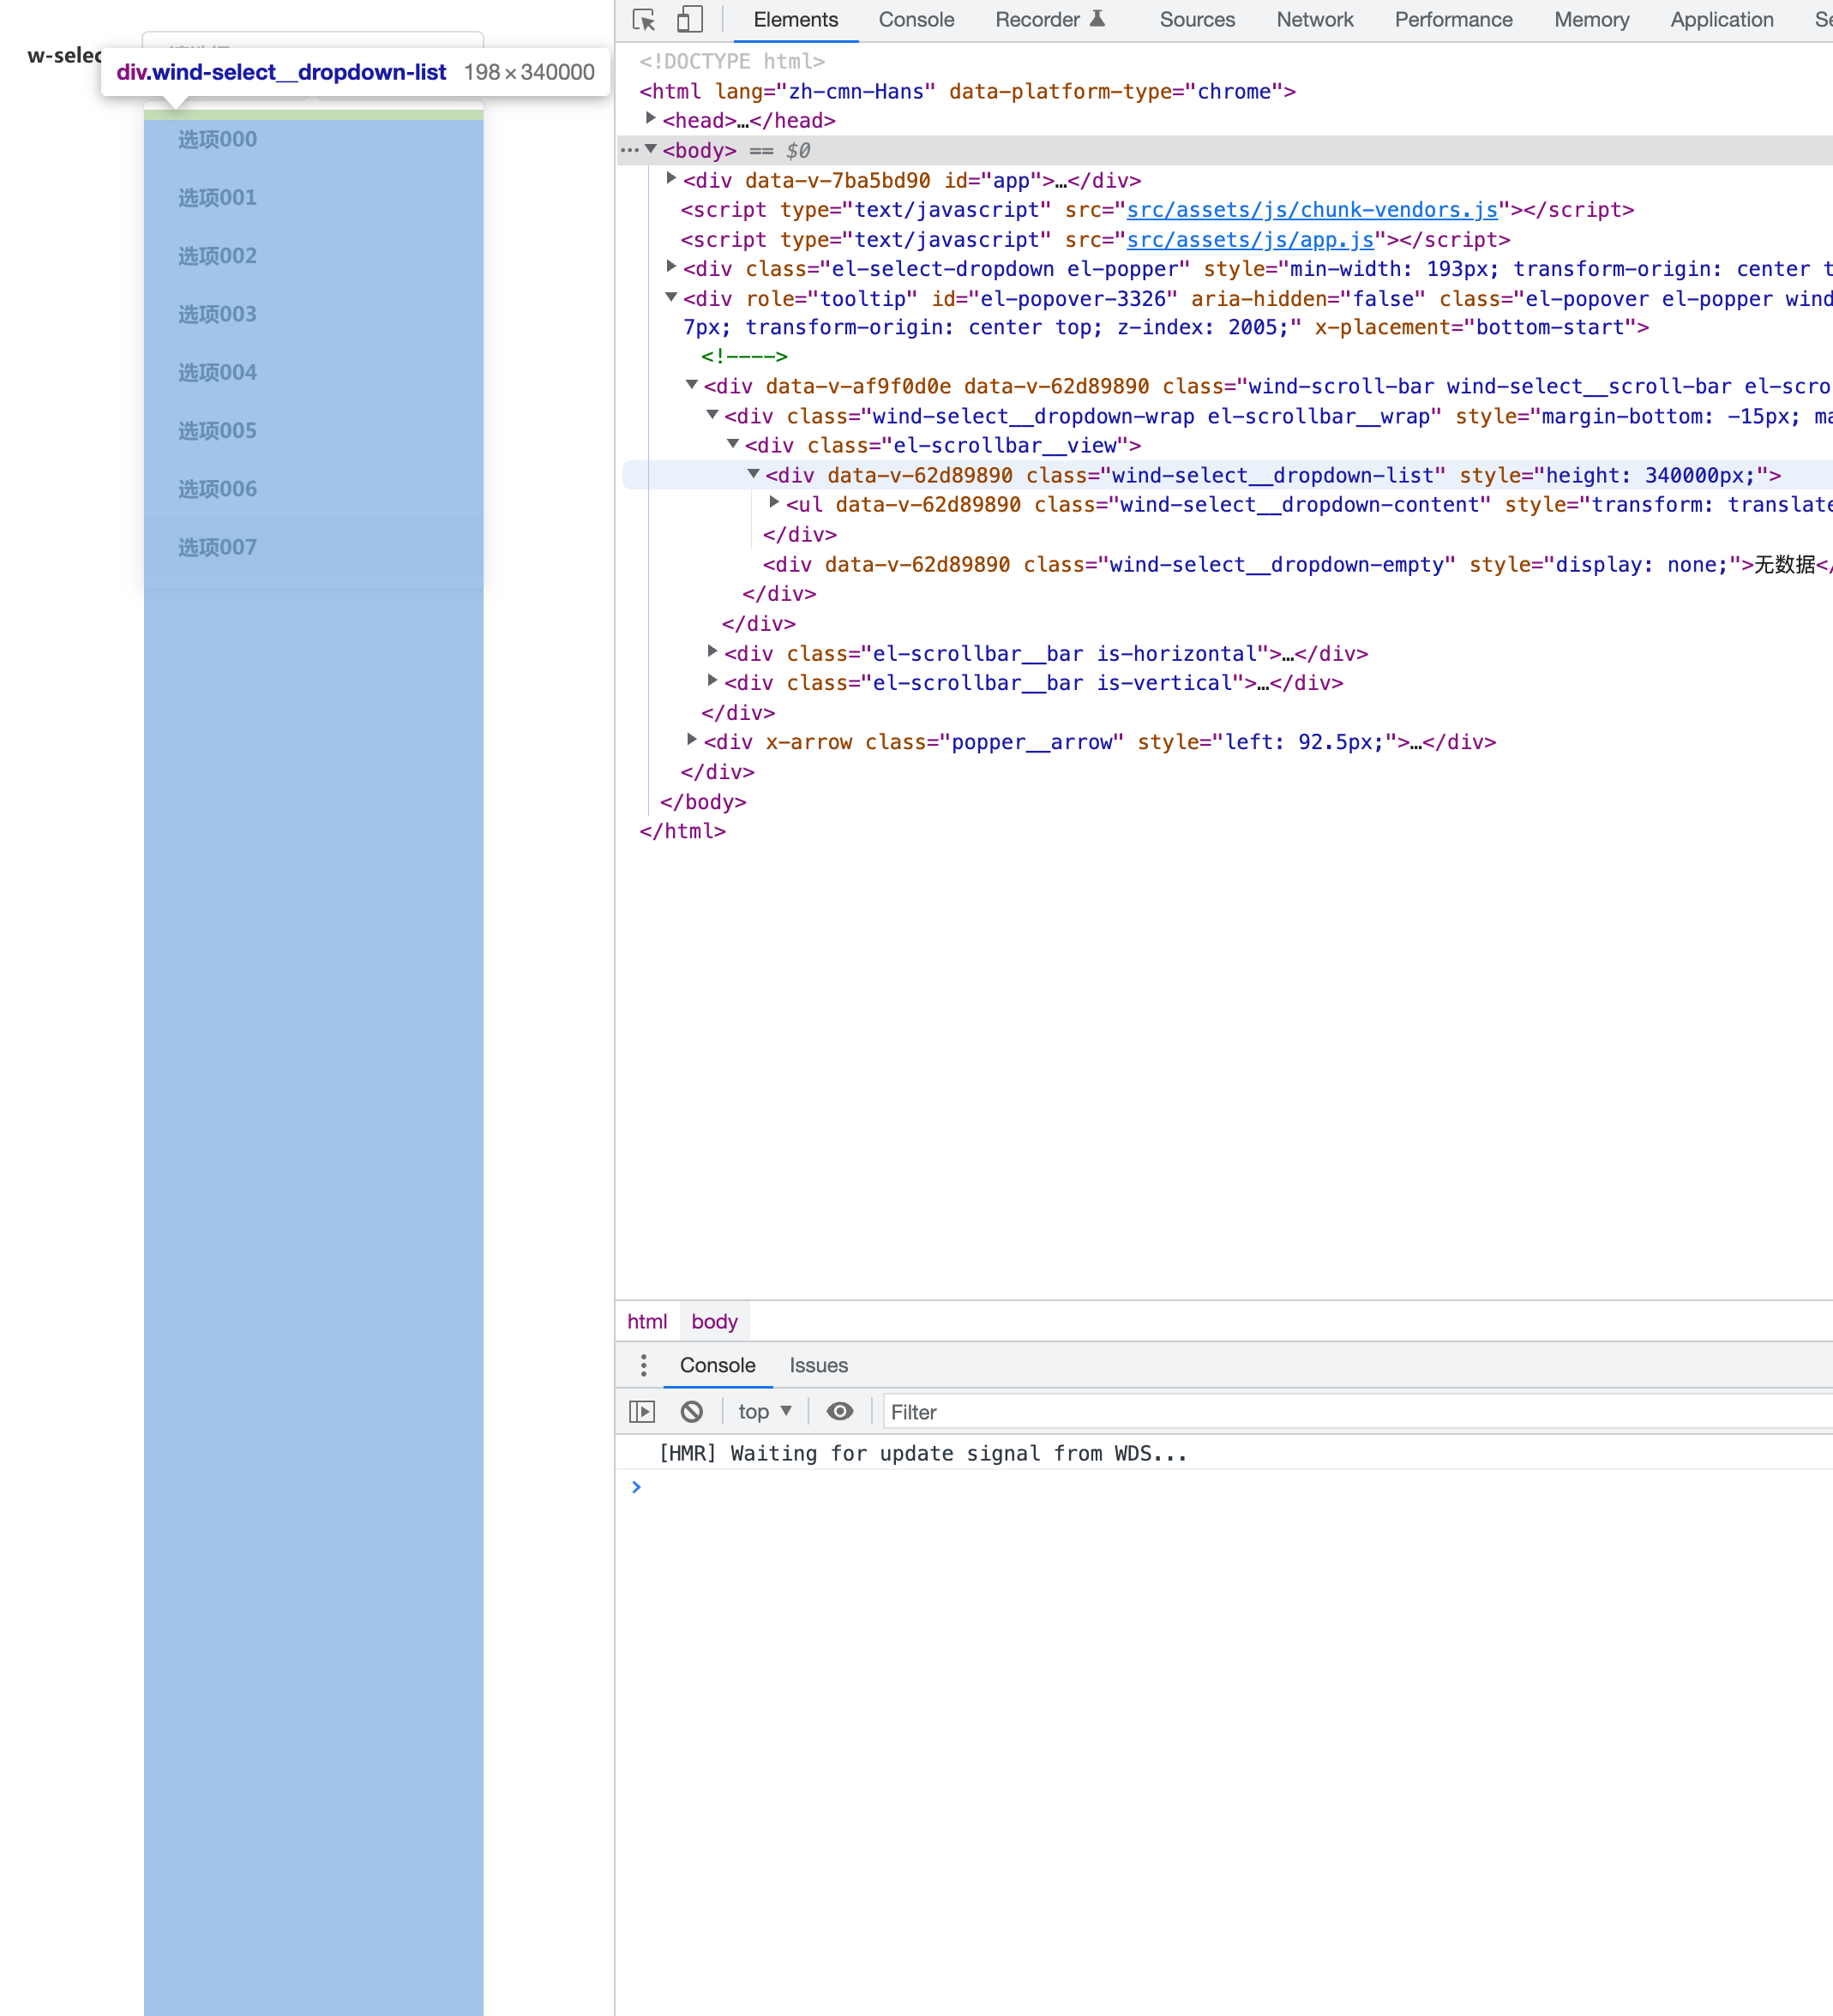 w-selec
div.wind-select__dropdown-list 198 × 340000
选项000
选项001
选项002
选项003
选项004
选项005
选项006
选项007
Elements Console Recorder Sources Network Performance Memory Application Se
<!DOCTYPE html>
<html lang="zh-cmn-Hans" data-platform-type="chrome">
<head>…</head>
<body> == $0
<div data-v-7ba5bd90 id="app">…</div>
<script type="text/javascript" src="src/assets/js/chunk-vendors.js"></script>
<script type="text/javascript" src="src/assets/js/app.js"></script>
<div class="el-select-dropdown el-popper" style="min-width: 193px; transform-origin: center t
<div role="tooltip" id="el-popover-3326" aria-hidden="false" class="el-popover el-popper wind
7px; transform-origin: center top; z-index: 2005;" x-placement="bottom-start">
<!---->
<div data-v-af9f0d0e data-v-62d89890 class="wind-scroll-bar wind-select__scroll-bar el-scro
<div class="wind-select__dropdown-wrap el-scrollbar__wrap" style="margin-bottom: -15px; ma
<div class="el-scrollbar__view">
<div data-v-62d89890 class="wind-select__dropdown-list" style="height: 340000px;">
<ul data-v-62d89890 class="wind-select__dropdown-content" style="transform: translate
</div>
<div data-v-62d89890 class="wind-select__dropdown-empty" style="display: none;">无数据</
</div>
</div>
<div class="el-scrollbar__bar is-horizontal">…</div>
<div class="el-scrollbar__bar is-vertical">…</div>
</div>
<div x-arrow class="popper__arrow" style="left: 92.5px;">…</div>
</div>
</body>
</html>
html body
Console Issues
top Filter
[HMR] Waiting for update signal from WDS...